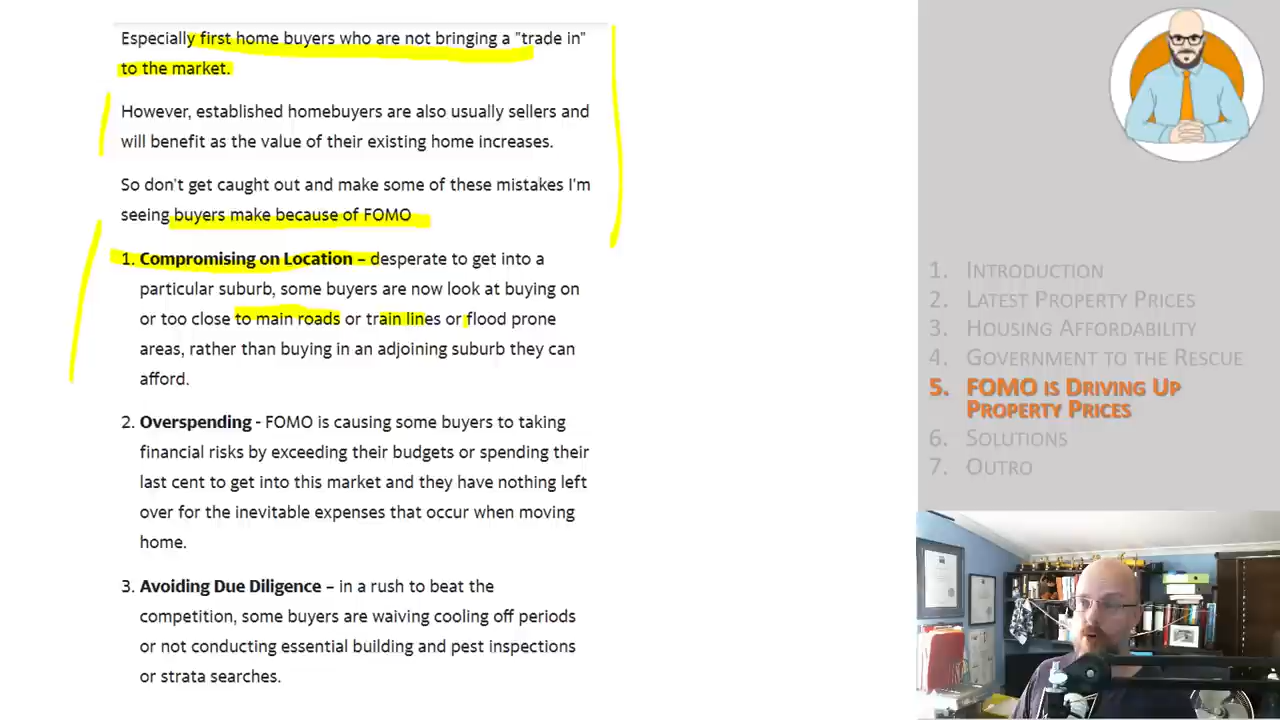 Especially first home buyers who are not bringing a "trade in"
to the market.
However, established homebuyers are also usually sellers and
will benefit as the value of their existing home increases.
So don't get caught out and make some of these mistakes I'm
seeing buyers make because of FOMO
1. Compromising on Location – desperate to get into a
particular suburb, some buyers are now look at buying on
or too close to main roads or train lines or flood prone
areas, rather than buying in an adjoining suburb they can
afford.
2. Overspending - FOMO is causing some buyers to taking
financial risks by exceeding their budgets or spending their
last cent to get into this market and they have nothing left
over for the inevitable expenses that occur when moving
home.
3. Avoiding Due Diligence – in a rush to beat the
competition, some buyers are waiving cooling off periods
or not conducting essential building and pest inspections
or strata searches.
1. Introduction
2. Latest Property Prices
3. Housing Affordability
4. Government to the Rescue
5. FOMO is Driving Up
Property Prices
6. Solutions
7. Outro